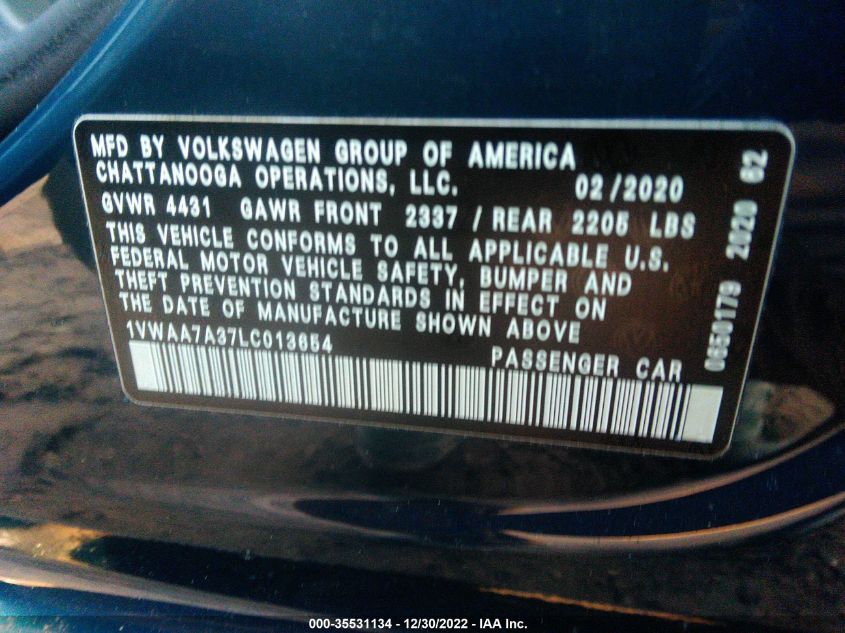 MFD BY VOLKSWAGEN GROUP OF AMERICA
CHATTANOOGA OPERATIONS, LLC. 02/2020
GVWR 4431 GAWR FRONT 2337 / REAR 2205 LBS
THIS VEHICLE CONFORMS TO ALL APPLICABLE U.S.
FEDERAL MOTOR VEHICLE SAFETY, BUMPER AND
THEFT PREVENTION STANDARDS IN EFFECT ON
THE DATE OF MANUFACTURE SHOWN ABOVE
1VWAA7A37LC013654 PASSENGER CAR
06501179 2020 62
000-35531134 - 12/30/2022 - IAA Inc.